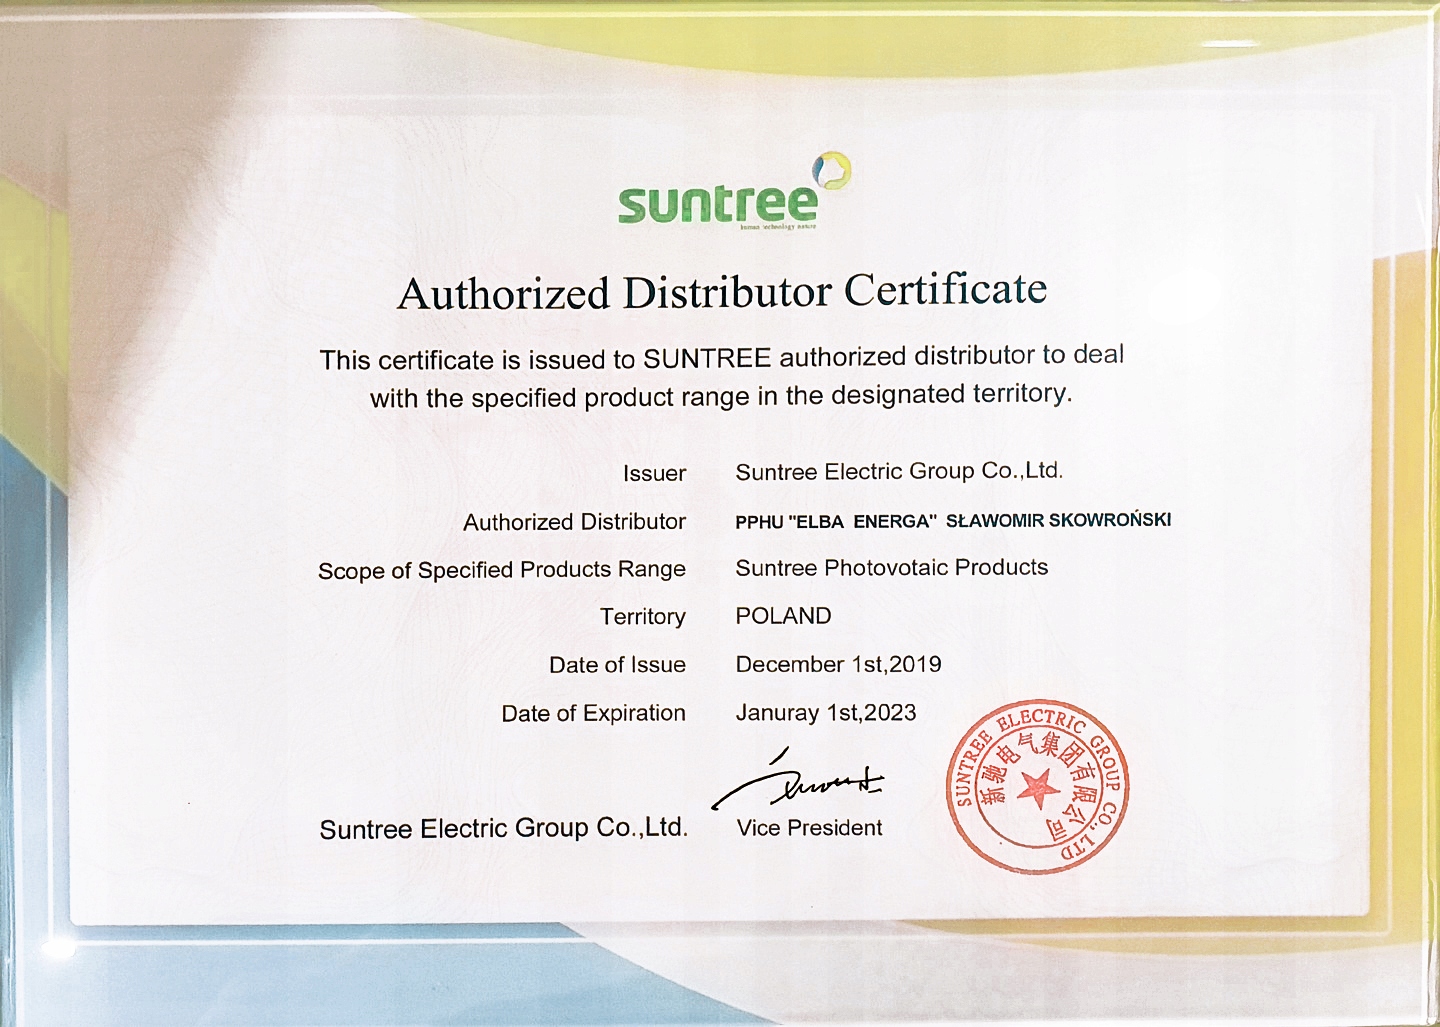 suntree
human technology nature
Authorized Distributor Certificate
This certificate is issued to SUNTREE authorized distributor to deal
with the specified product range in the designated territory.
Issuer Suntree Electric Group Co.,Ltd.
Authorized Distributor PPHU "ELBA ENERGA" SŁAWOMIR SKOWROŃSKI
Scope of Specified Products Range Suntree Photovotaic Products
Territory POLAND
Date of Issue December 1st,2019
Date of Expiration Januray 1st,2023
Suntree Electric Group Co.,Ltd. Vice President
SUNTREE ELECTRIC GROUP CO., LTD
新驰电气集团有限公司